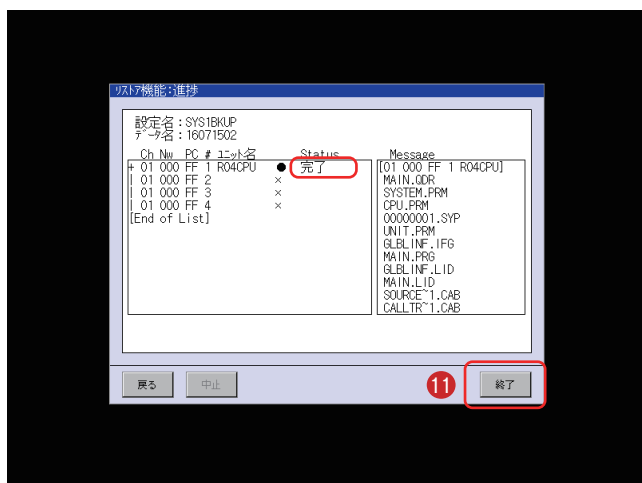 リストア機能:進捗
設定名:SYS1BKUP
データ名:16071502
Ch Nw PC # ユニット名 Status
+ 01 000 FF 1 R04CPU ● 完了
| 01 000 FF 2 ×
| 01 000 FF 3 ×
| 01 000 FF 4 ×
[End of List]
Message
[01 000 FF 1 R04CPU]
MAIN.QDR
SYSTEM.PRM
CPU.PRM
00000001.SYP
UNIT.PRM
GLBLINF.IFG
MAIN.PRG
GLBLINF.LID
MAIN.LID
SOURCE~1.CAB
CALLTR~1.CAB
戻る 中止 11 終了